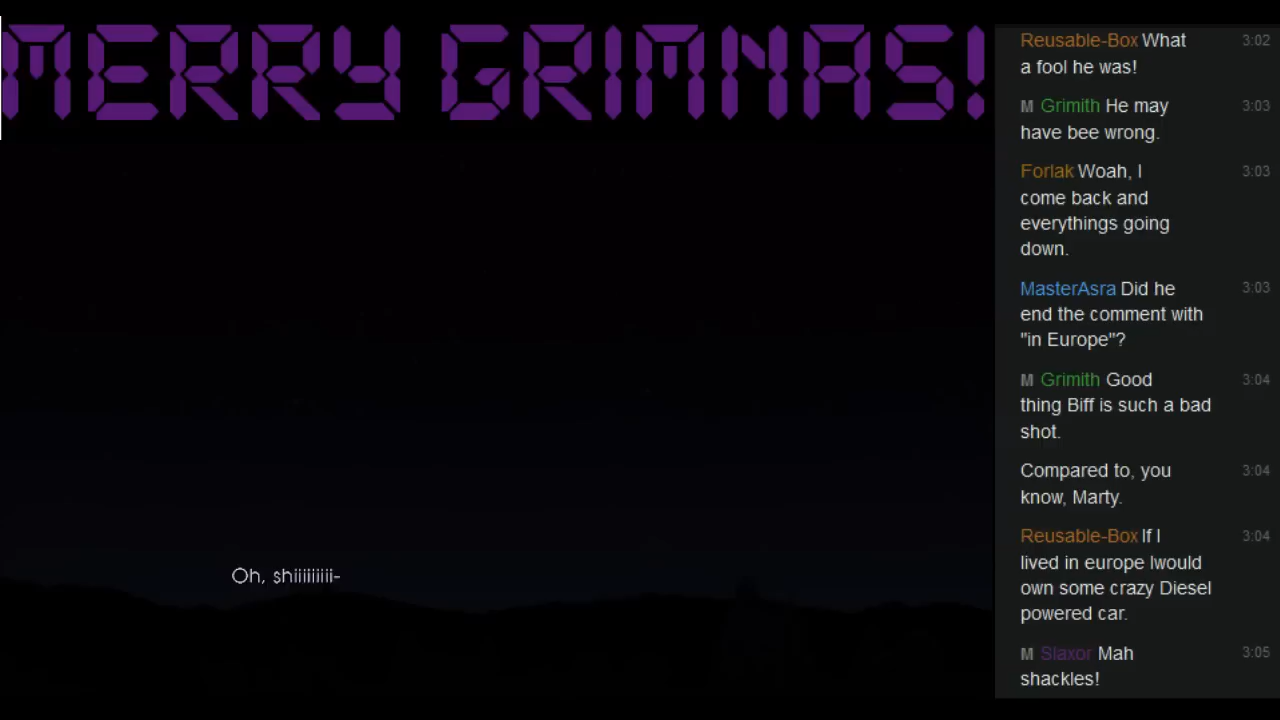 MERRY GRIMNAS!
Reusable-Box What 3:02
a fool he was!
M Grimith He may 3:03
have bee wrong.
Forlak Woah, I 3:03
come back and
everythings going
down.
MasterAsra Did he 3:03
end the comment with
"in Europe"?
M Grimith Good 3:04
thing Biff is such a bad
shot.
Compared to, you 3:04
know, Marty.
Reusable-Box If I 3:04
lived in europe Iwould
own some crazy Diesel
powered car.
M Slaxor Mah 3:05
shackles!
Oh, shiiiiiiiii-